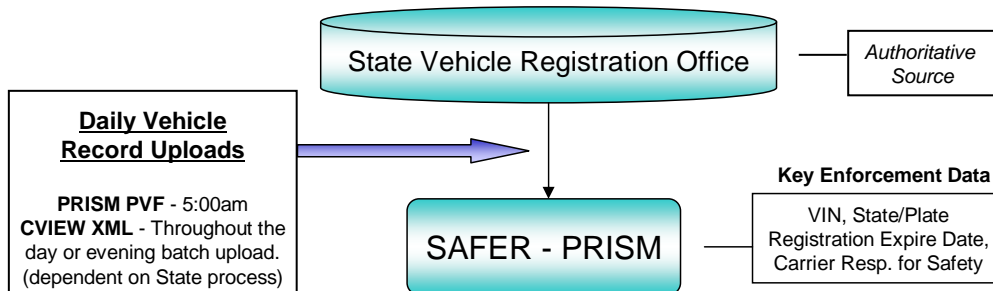 State Vehicle Registration Office
Authoritative
Source
Daily Vehicle
Record Uploads
PRISM PVF - 5:00am
CVIEW XML - Throughout the
day or evening batch upload.
(dependent on State process)
SAFER - PRISM
Key Enforcement Data
VIN, State/Plate
Registration Expire Date,
Carrier Resp. for Safety